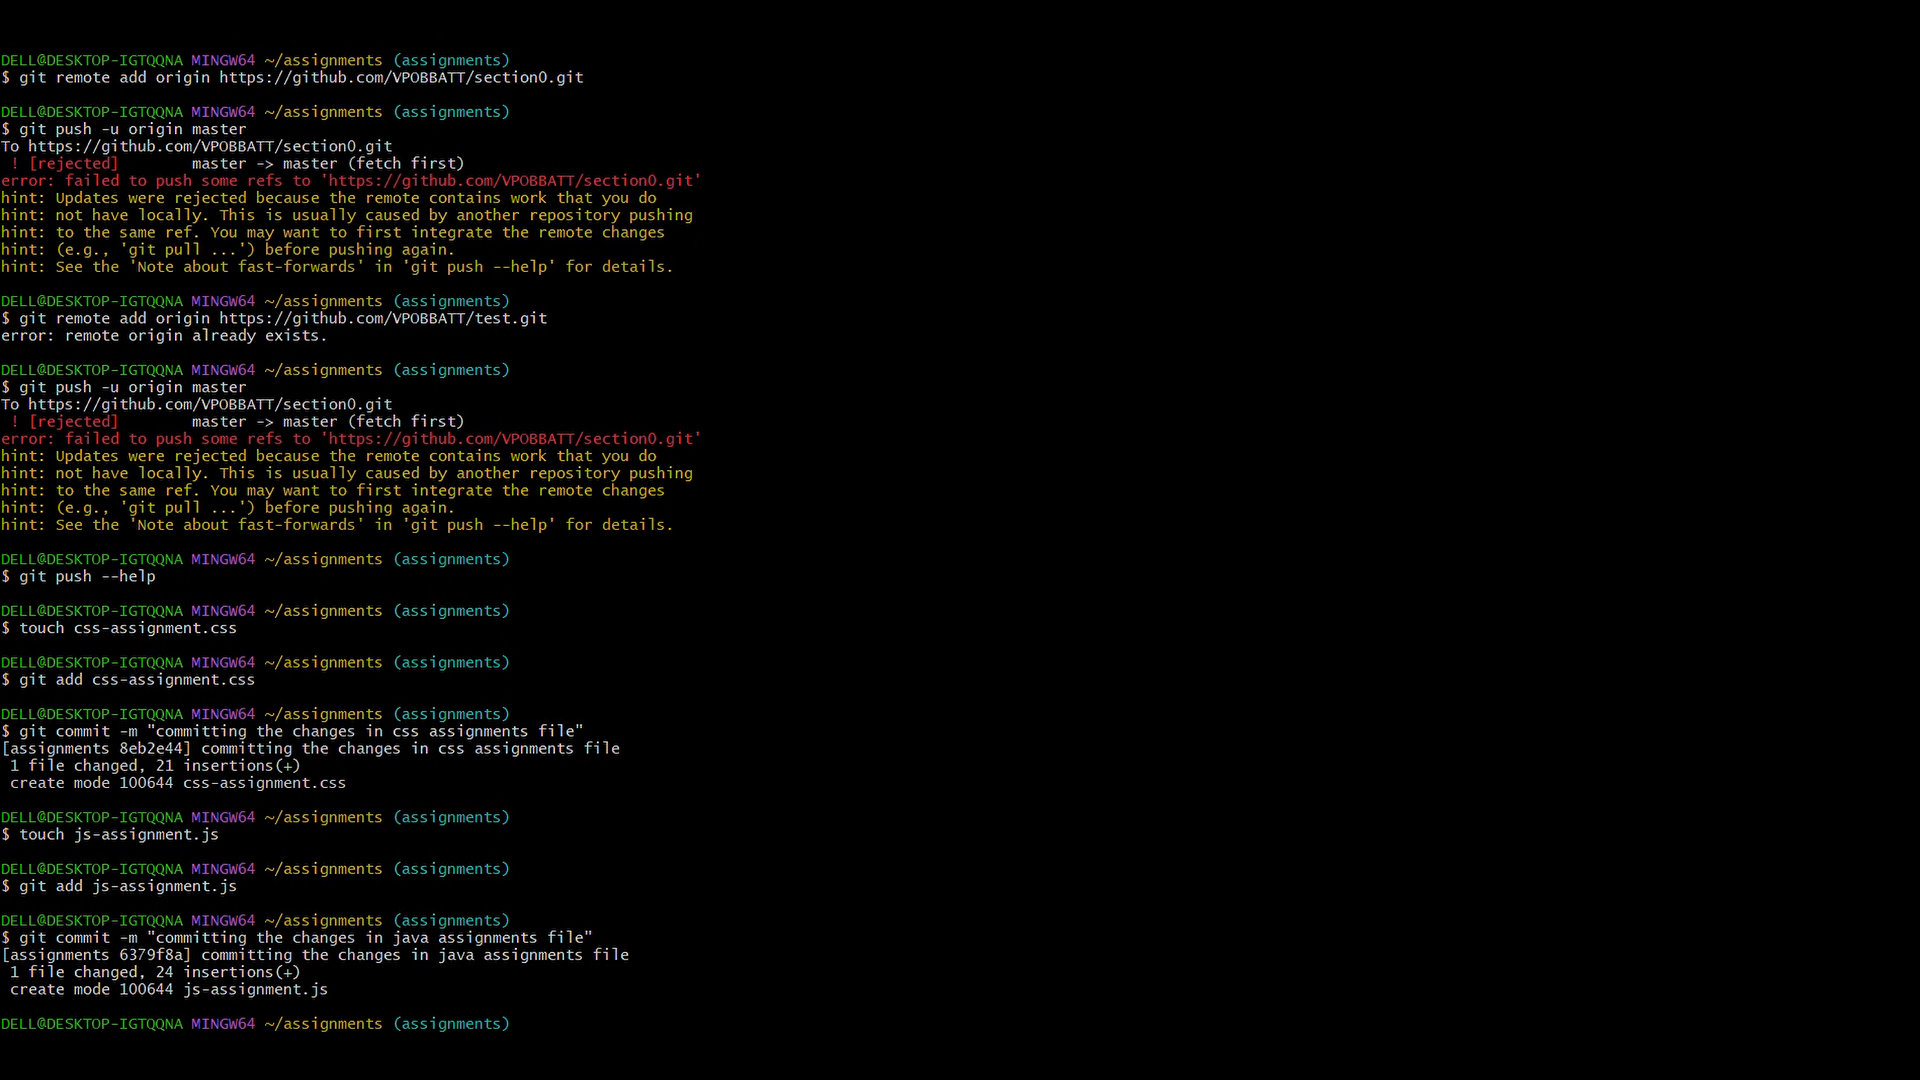 DELL@DESKTOP-IGTQQNA MINGW64 ~/assignments (assignments)
$ git remote add origin https://github.com/VPOBBATT/section0.git
DELL@DESKTOP-IGTQQNA MINGW64 ~/assignments (assignments)
$ git push -u origin master
To https://github.com/VPOBBATT/section0.git
 ! [rejected]        master -> master (fetch first)
error: failed to push some refs to 'https://github.com/VPOBBATT/section0.git'
hint: Updates were rejected because the remote contains work that you do
hint: not have locally. This is usually caused by another repository pushing
hint: to the same ref. You may want to first integrate the remote changes
hint: (e.g., 'git pull ...') before pushing again.
hint: See the 'Note about fast-forwards' in 'git push --help' for details.
DELL@DESKTOP-IGTQQNA MINGW64 ~/assignments (assignments)
$ git remote add origin https://github.com/VPOBBATT/test.git
error: remote origin already exists.
DELL@DESKTOP-IGTQQNA MINGW64 ~/assignments (assignments)
$ git push -u origin master
To https://github.com/VPOBBATT/section0.git
 ! [rejected]        master -> master (fetch first)
error: failed to push some refs to 'https://github.com/VPOBBATT/section0.git'
hint: Updates were rejected because the remote contains work that you do
hint: not have locally. This is usually caused by another repository pushing
hint: to the same ref. You may want to first integrate the remote changes
hint: (e.g., 'git pull ...') before pushing again.
hint: See the 'Note about fast-forwards' in 'git push --help' for details.
DELL@DESKTOP-IGTQQNA MINGW64 ~/assignments (assignments)
$ git push --help
DELL@DESKTOP-IGTQQNA MINGW64 ~/assignments (assignments)
$ touch css-assignment.css
DELL@DESKTOP-IGTQQNA MINGW64 ~/assignments (assignments)
$ git add css-assignment.css
DELL@DESKTOP-IGTQQNA MINGW64 ~/assignments (assignments)
$ git commit -m "committing the changes in css assignments file"
[assignments 8eb2e44] committing the changes in css assignments file
 1 file changed, 21 insertions(+)
 create mode 100644 css-assignment.css
DELL@DESKTOP-IGTQQNA MINGW64 ~/assignments (assignments)
$ touch js-assignment.js
DELL@DESKTOP-IGTQQNA MINGW64 ~/assignments (assignments)
$ git add js-assignment.js
DELL@DESKTOP-IGTQQNA MINGW64 ~/assignments (assignments)
$ git commit -m "committing the changes in java assignments file"
[assignments 6379f8a] committing the changes in java assignments file
 1 file changed, 24 insertions(+)
 create mode 100644 js-assignment.js
DELL@DESKTOP-IGTQQNA MINGW64 ~/assignments (assignments)